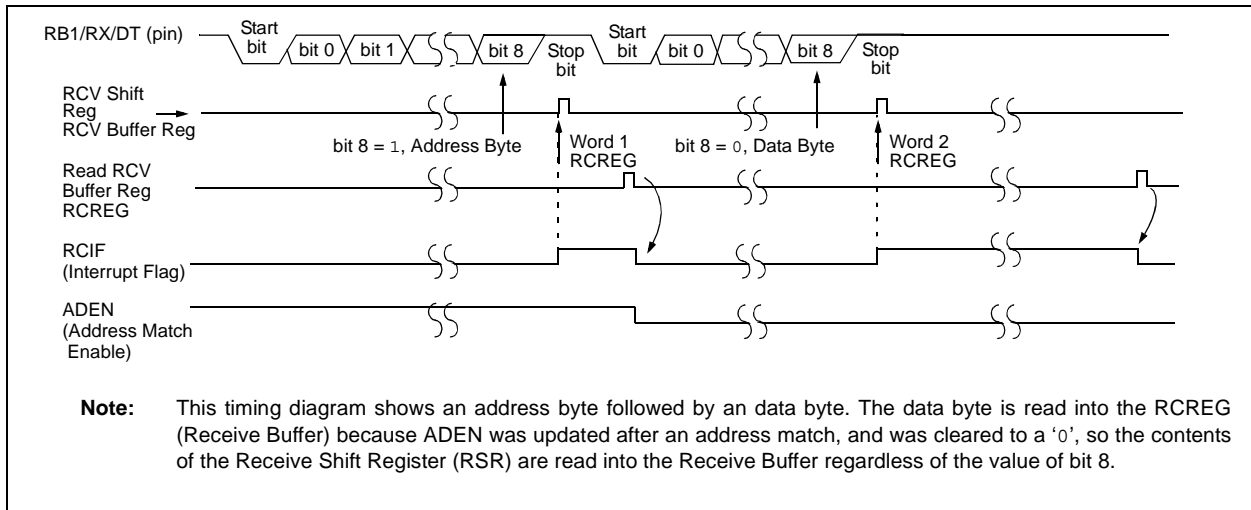 RB1/RX/DT (pin)
Start
bit
bit 0
bit 1
bit 8
Stop
bit
Start
bit
bit 0
bit 8
Stop
bit
RCV Shift
Reg
RCV Buffer Reg
bit 8 = 1, Address Byte
Word 1
RCREG
bit 8 = 0, Data Byte
Word 2
RCREG
Read RCV
Buffer Reg
RCREG
RCIF
(Interrupt Flag)
ADEN
(Address Match
Enable)
Note: This timing diagram shows an address byte followed by an data byte. The data byte is read into the RCREG
(Receive Buffer) because ADEN was updated after an address match, and was cleared to a ‘0’, so the contents
of the Receive Shift Register (RSR) are read into the Receive Buffer regardless of the value of bit 8.